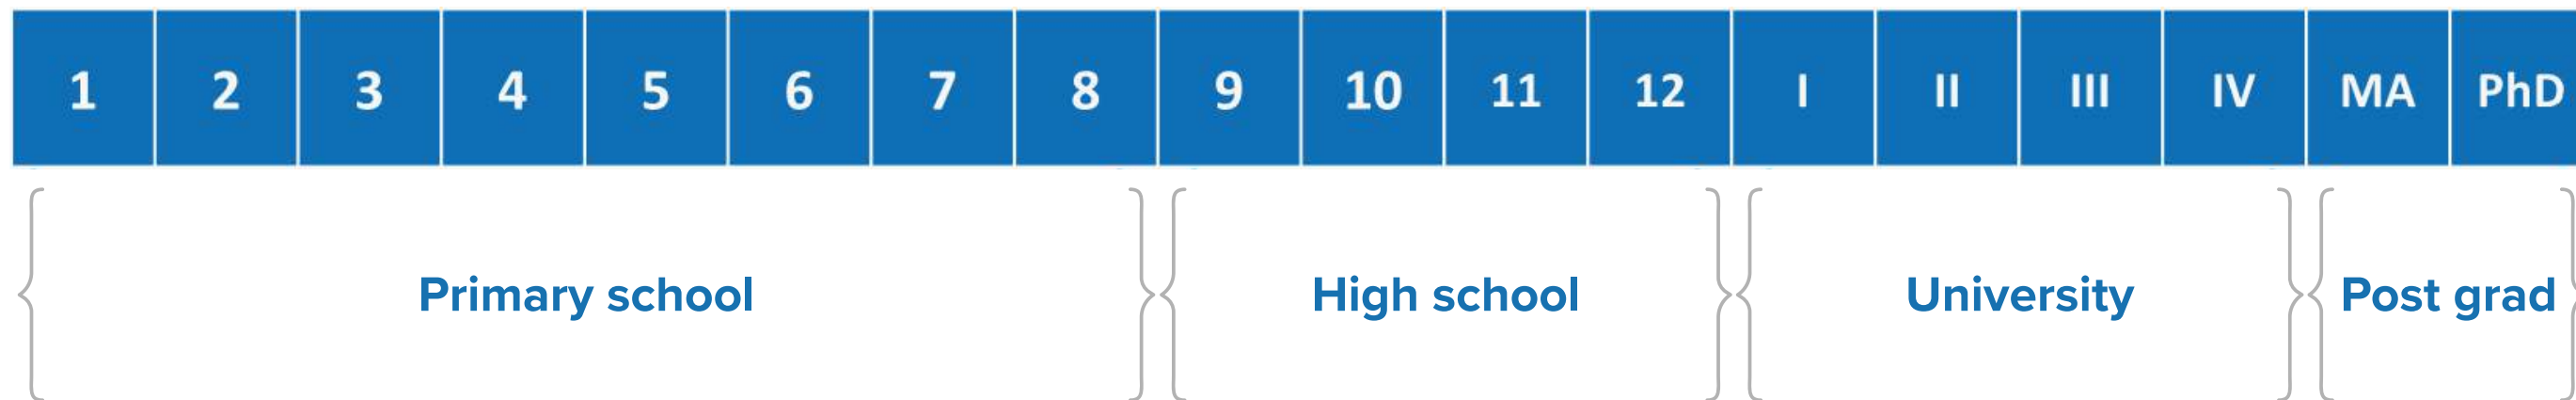 1 2 3 4 5 6 7 8 9 10 11 12 I II III IV MA PhD
Primary school High school University Post grad